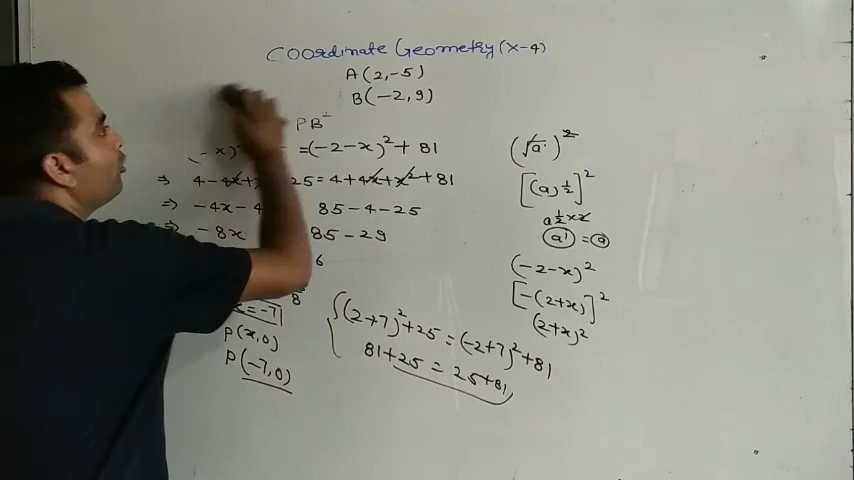 Coordinate Geometry (X-4)
A(2,-5)
B(-2,9)
PB²
-x) = (-2-x)² + 81
⇒ 4-4x+ 25 = 4+4x+x²+81
⇒ -4x-4 85-4-25
⇒ -8x 85-29
6
8
x = -7
P(x,0)
P(-7,0)
(2+7)²+25 = (-2+7)²+81
81+25 = 25+81
(√a)²
[(a)½]²
a½×2
a¹ = a
(-2-x)²
[-(2+x)]²
(2+x)²